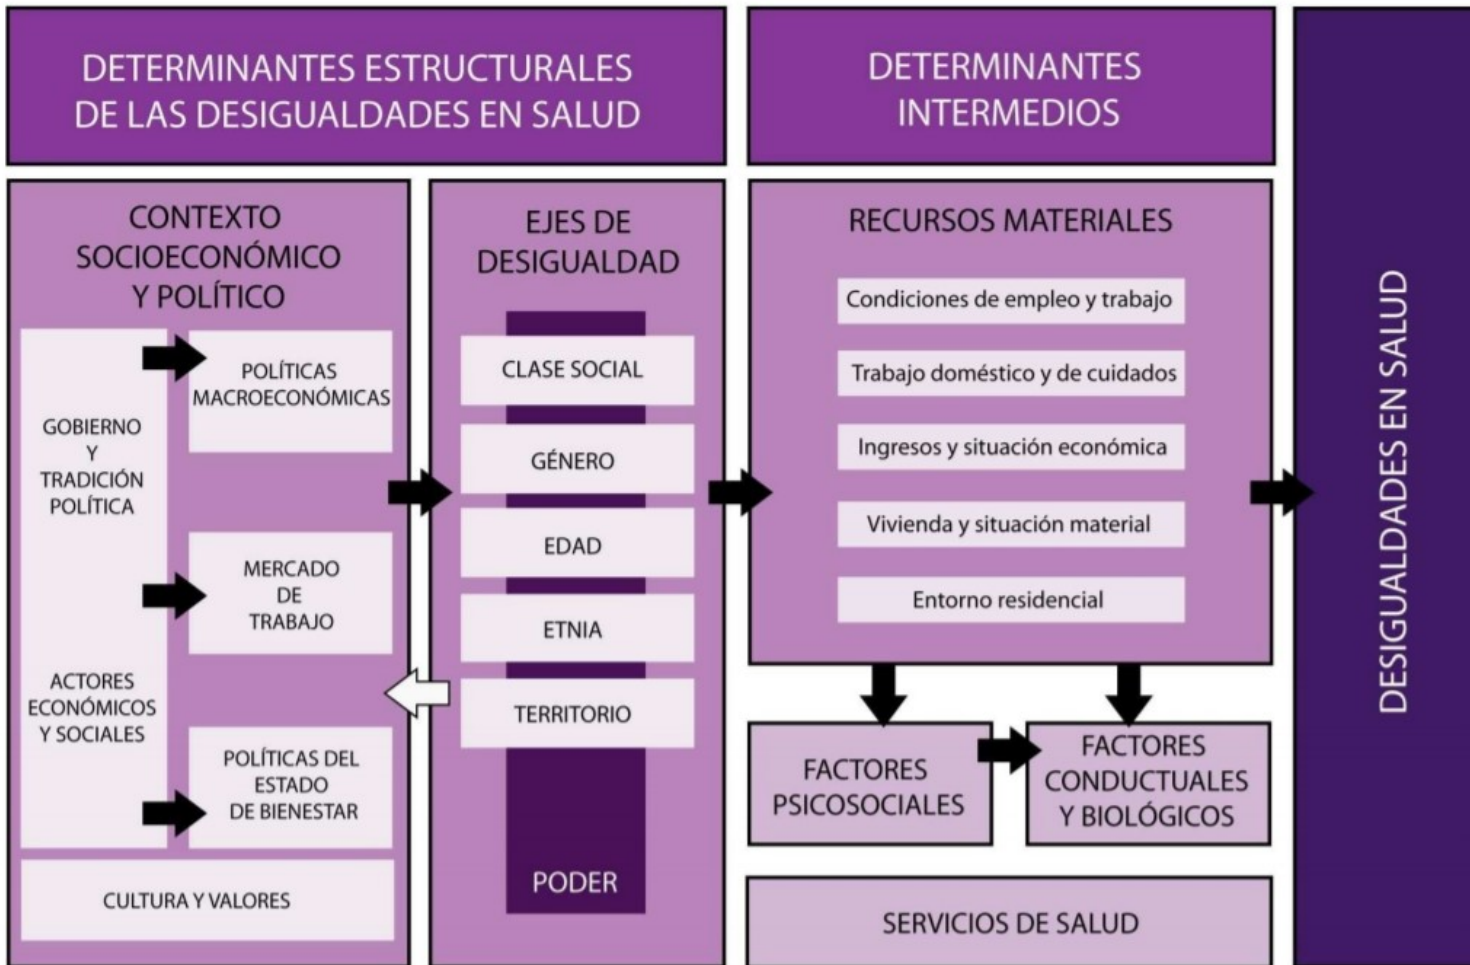 DETERMINANTES ESTRUCTURALES
DE LAS DESIGUALDADES EN SALUD
CONTEXTO
SOCIOECONÓMICO
Y POLÍTICO
GOBIERNO
Y
TRADICIÓN
POLÍTICA
ACTORES
ECONÓMICOS
Y SOCIALES
POLÍTICAS
MACROECONÓMICAS
MERCADO
DE
TRABAJO
POLÍTICAS DEL
ESTADO
DE BIENESTAR
CULTURA Y VALORES
EJES DE
DESIGUALDAD
CLASE SOCIAL
GÉNERO
EDAD
ETNIA
TERRITORIO
PODER
DETERMINANTES
INTERMEDIOS
RECURSOS MATERIALES
Condiciones de empleo y trabajo
Trabajo doméstico y de cuidados
Ingresos y situación económica
Vivienda y situación material
Entorno residencial
FACTORES
PSICOSOCIALES
FACTORES
CONDUCTUALES
Y BIOLÓGICOS
SERVICIOS DE SALUD
DESIGUALDADES EN SALUD